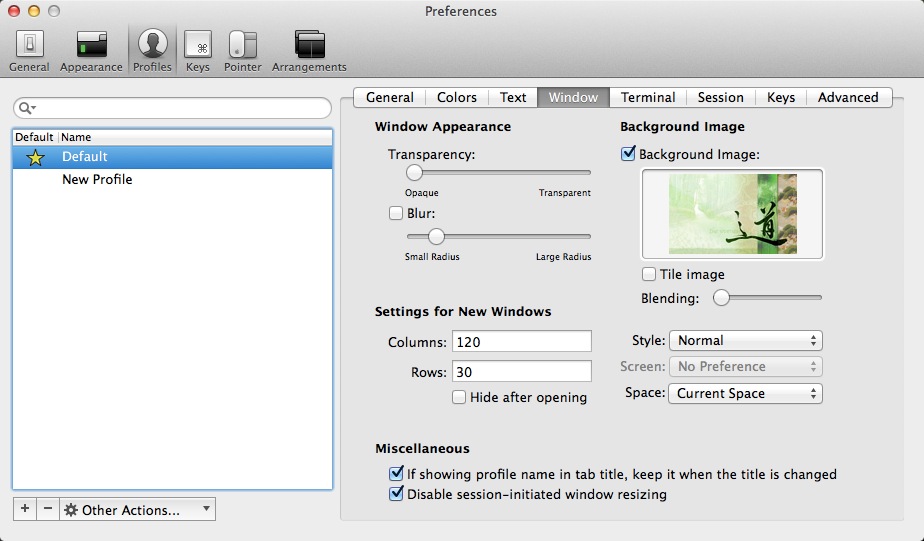 Preferences
General
Appearance
Profiles
Keys
Pointer
Arrangements
Default
Name
Default
New Profile
+
−
Other Actions...
General
Colors
Text
Window
Terminal
Session
Keys
Advanced
Window Appearance
Transparency:
Opaque
Transparent
Blur:
Small Radius
Large Radius
Settings for New Windows
Columns: 120
Rows: 30
Hide after opening
Background Image
Background Image:
道
Tile image
Blending:
Style: Normal
Screen: No Preference
Space: Current Space
Miscellaneous
If showing profile name in tab title, keep it when the title is changed
Disable session-initiated window resizing